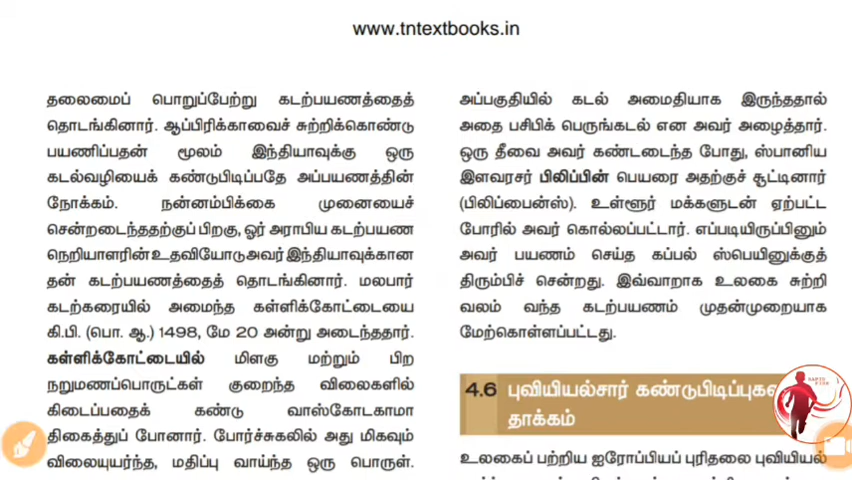 www.tntextbooks.in
தலைமைப் பொறுப்பேற்று கடற்பயணத்தைத்
தொடங்கினார். ஆப்பிரிக்காவைச் சுற்றிக்கொண்டு
பயணிப்பதன் மூலம் இந்தியாவுக்கு ஒரு
கடல்வழியைக் கண்டுபிடிப்பதே அப்பயணத்தின்
நோக்கம். நன்னம்பிக்கை முனையைச்
சென்றடைந்ததற்குப் பிறகு, ஓர் அராபிய கடற்பயண
நெறியாளரின் உதவியோடு அவர் இந்தியாவுக்கான
தன் கடற்பயணத்தைத் தொடங்கினார். மலபார்
கடற்கரையில் அமைந்த கள்ளிக்கோட்டையை
கி.பி. (பொ. ஆ.) 1498, மே 20 அன்று அடைந்ததார்.
கள்ளிக்கோட்டையில் மிளகு மற்றும் பிற
நறுமணப்பொருட்கள் குறைந்த விலைகளில்
கிடைப்பதைக் கண்டு வாஸ்கோடகாமா
திகைத்துப் போனார். போர்ச்சுகலில் அது மிகவும்
விலையுயர்ந்த, மதிப்பு வாய்ந்த ஒரு பொருள்.
அப்பகுதியில் கடல் அமைதியாக இருந்ததால்
அதை பசிபிக் பெருங்கடல் என அவர் அழைத்தார்.
ஒரு தீவை அவர் கண்டடைந்த போது, ஸ்பானிய
இளவரசர் பிலிப்பின் பெயரை அதற்குச் சூட்டினார்
(பிலிப்பைன்ஸ்). உள்ளூர் மக்களுடன் ஏற்பட்ட
போரில் அவர் கொல்லப்பட்டார். எப்படியிருப்பினும்
அவர் பயணம் செய்த கப்பல் ஸ்பெயினுக்குத்
திரும்பிச் சென்றது. இவ்வாறாக உலகை சுற்றி
வலம் வந்த கடற்பயணம் முதன்முறையாக
மேற்கொள்ளப்பட்டது.
4.6 புவியியல்சார் கண்டுபிடிப்புகள
தாக்கம்
உலகைப் பற்றிய ஐரோப்பியப் புரிதலை புவியியல்